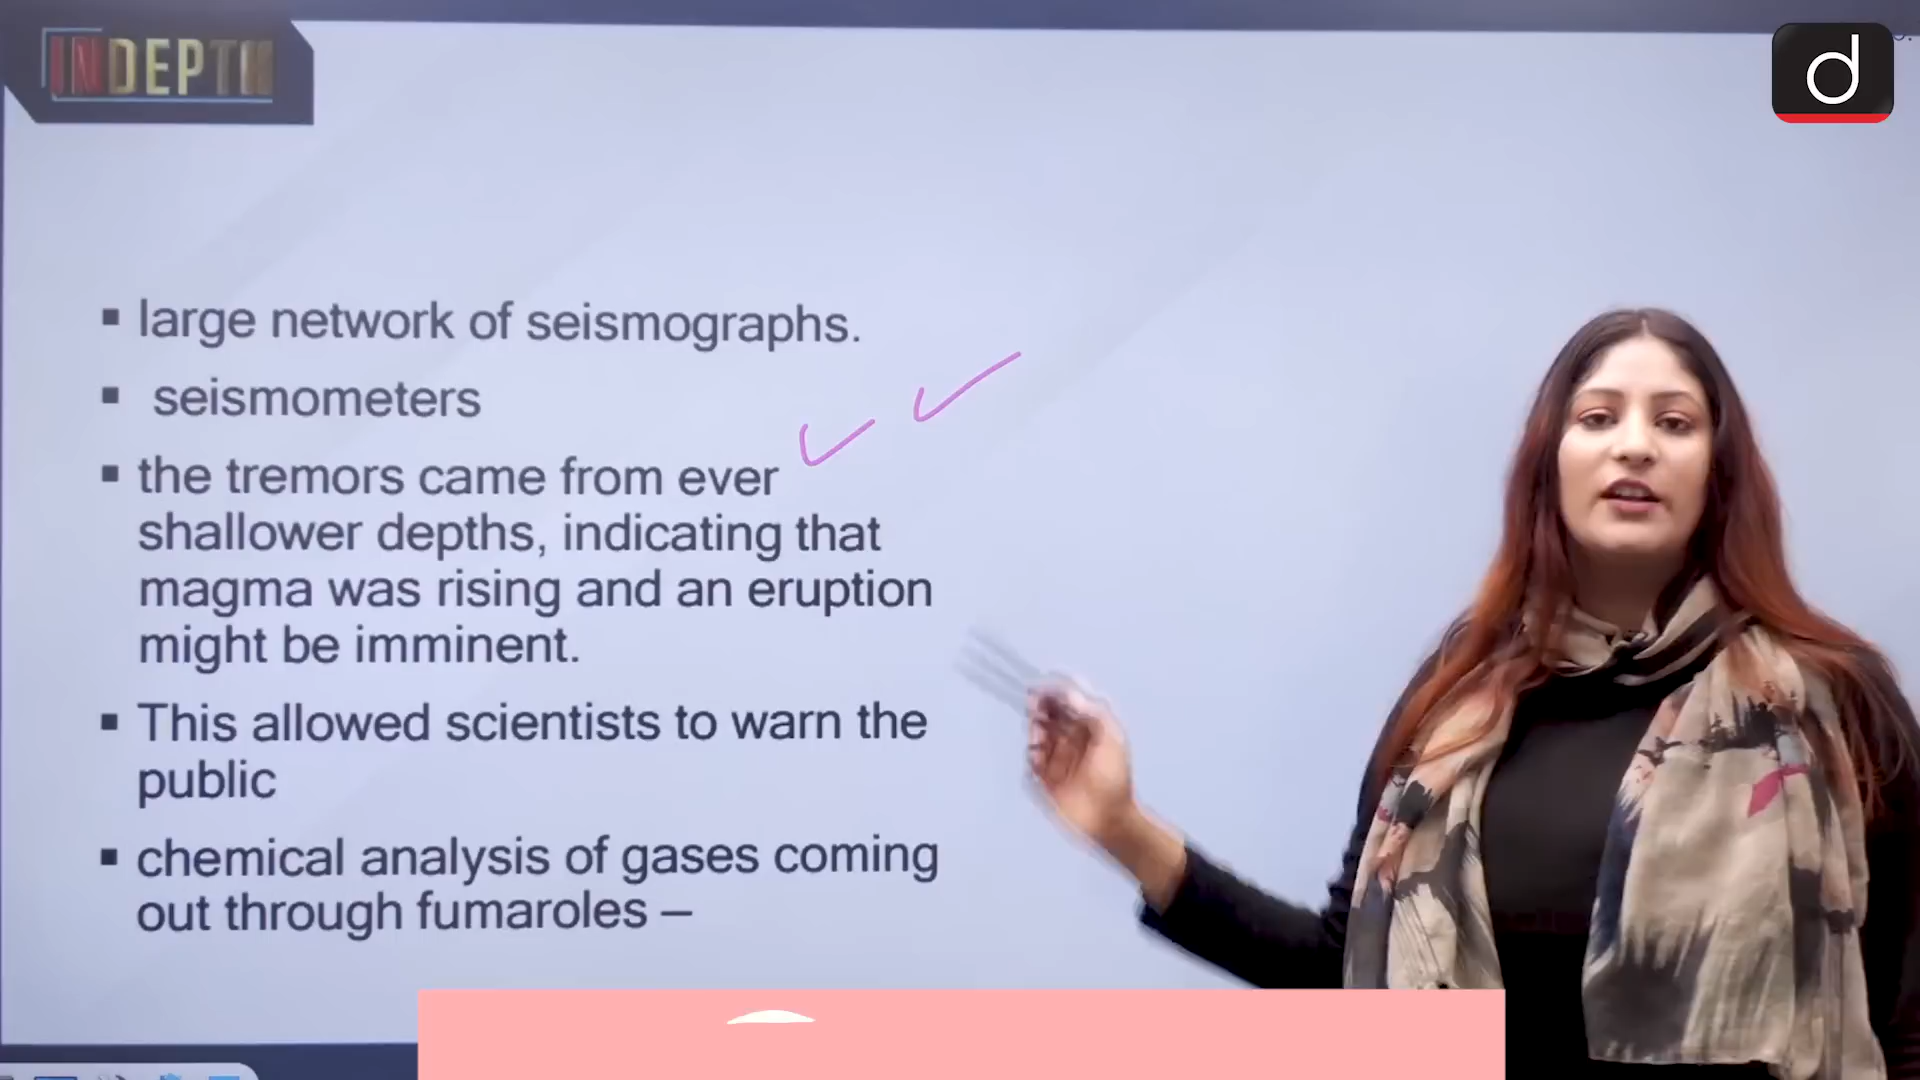 INDEPTH
d
▪ large network of seismographs.
▪ seismometers
▪ the tremors came from ever
shallower depths, indicating that
magma was rising and an eruption
might be imminent.
▪ This allowed scientists to warn the
public
▪ chemical analysis of gases coming
out through fumaroles –